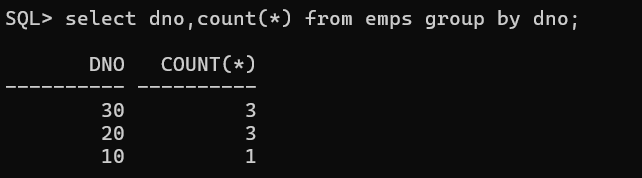 SQL> select dno,count(*) from emps group by dno;
       DNO   COUNT(*)
---------- ----------
        30          3
        20          3
        10          1